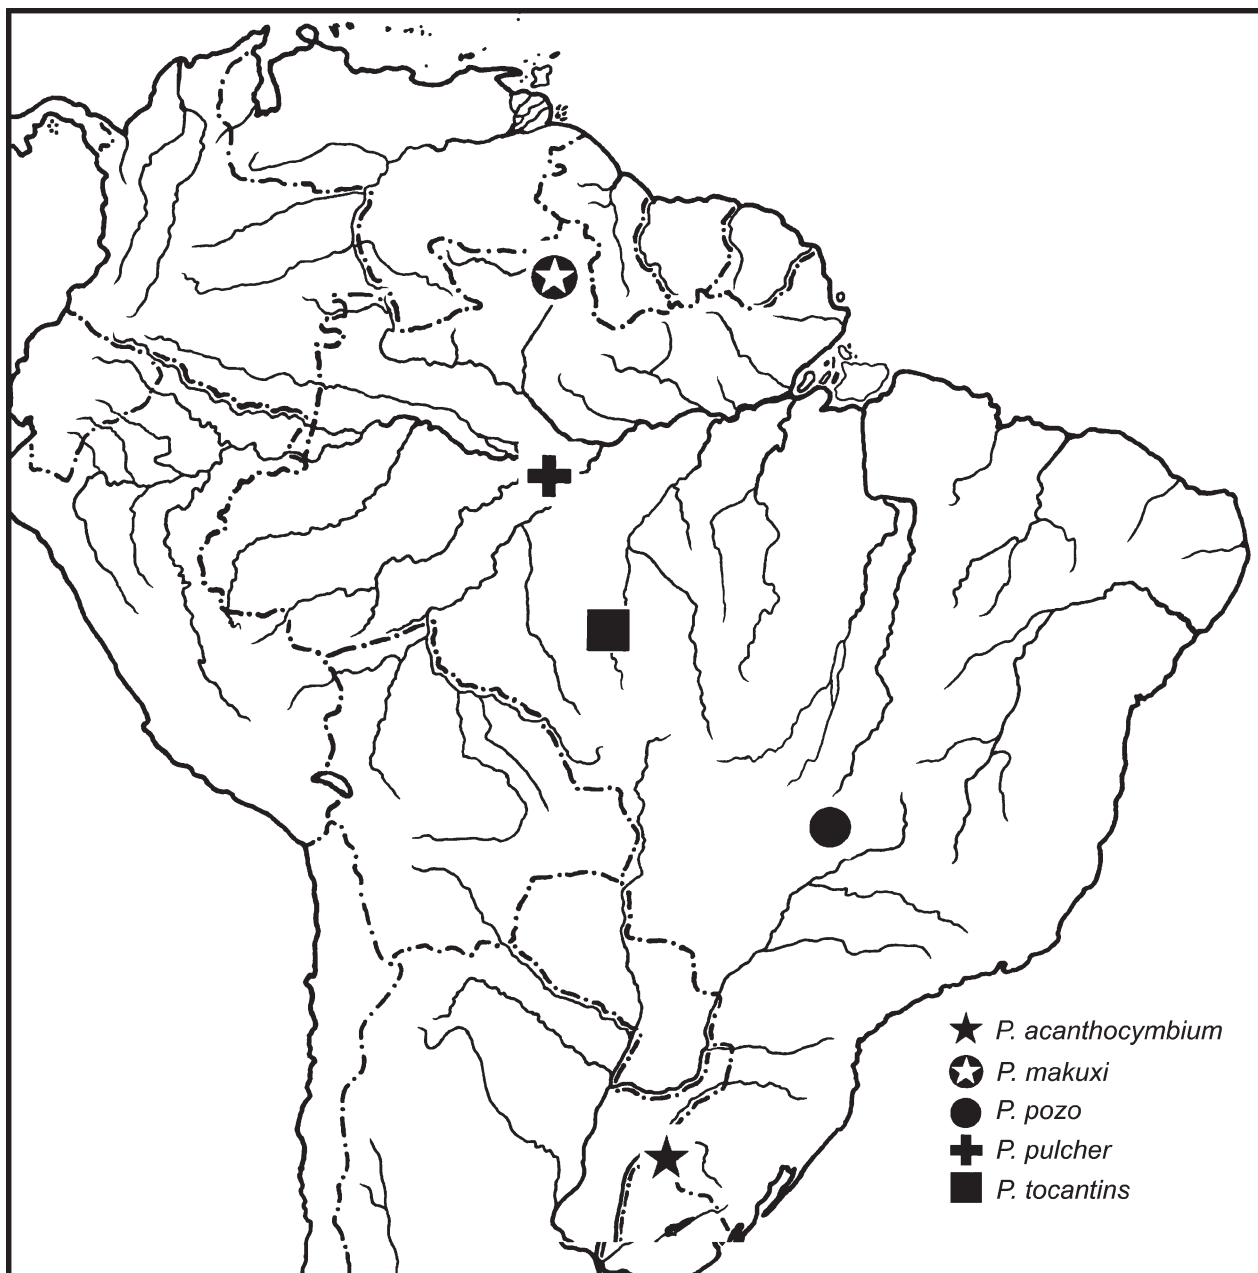 P. acanthocymbium
P. makuxi
P. pozo
P. pulcher
P. tocantins